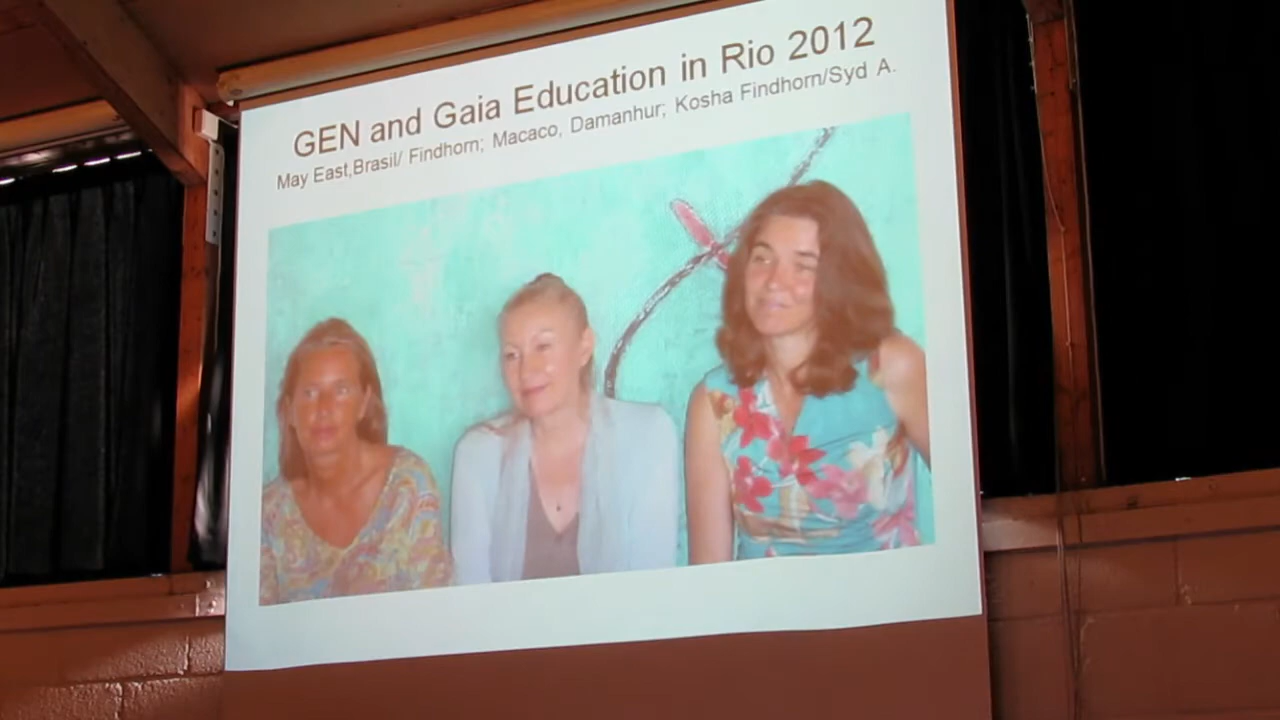 GEN and Gaia Education in Rio 2012
May East,Brasil/ Findhorn; Macaco, Damanhur; Kosha Findhorn/Syd A.